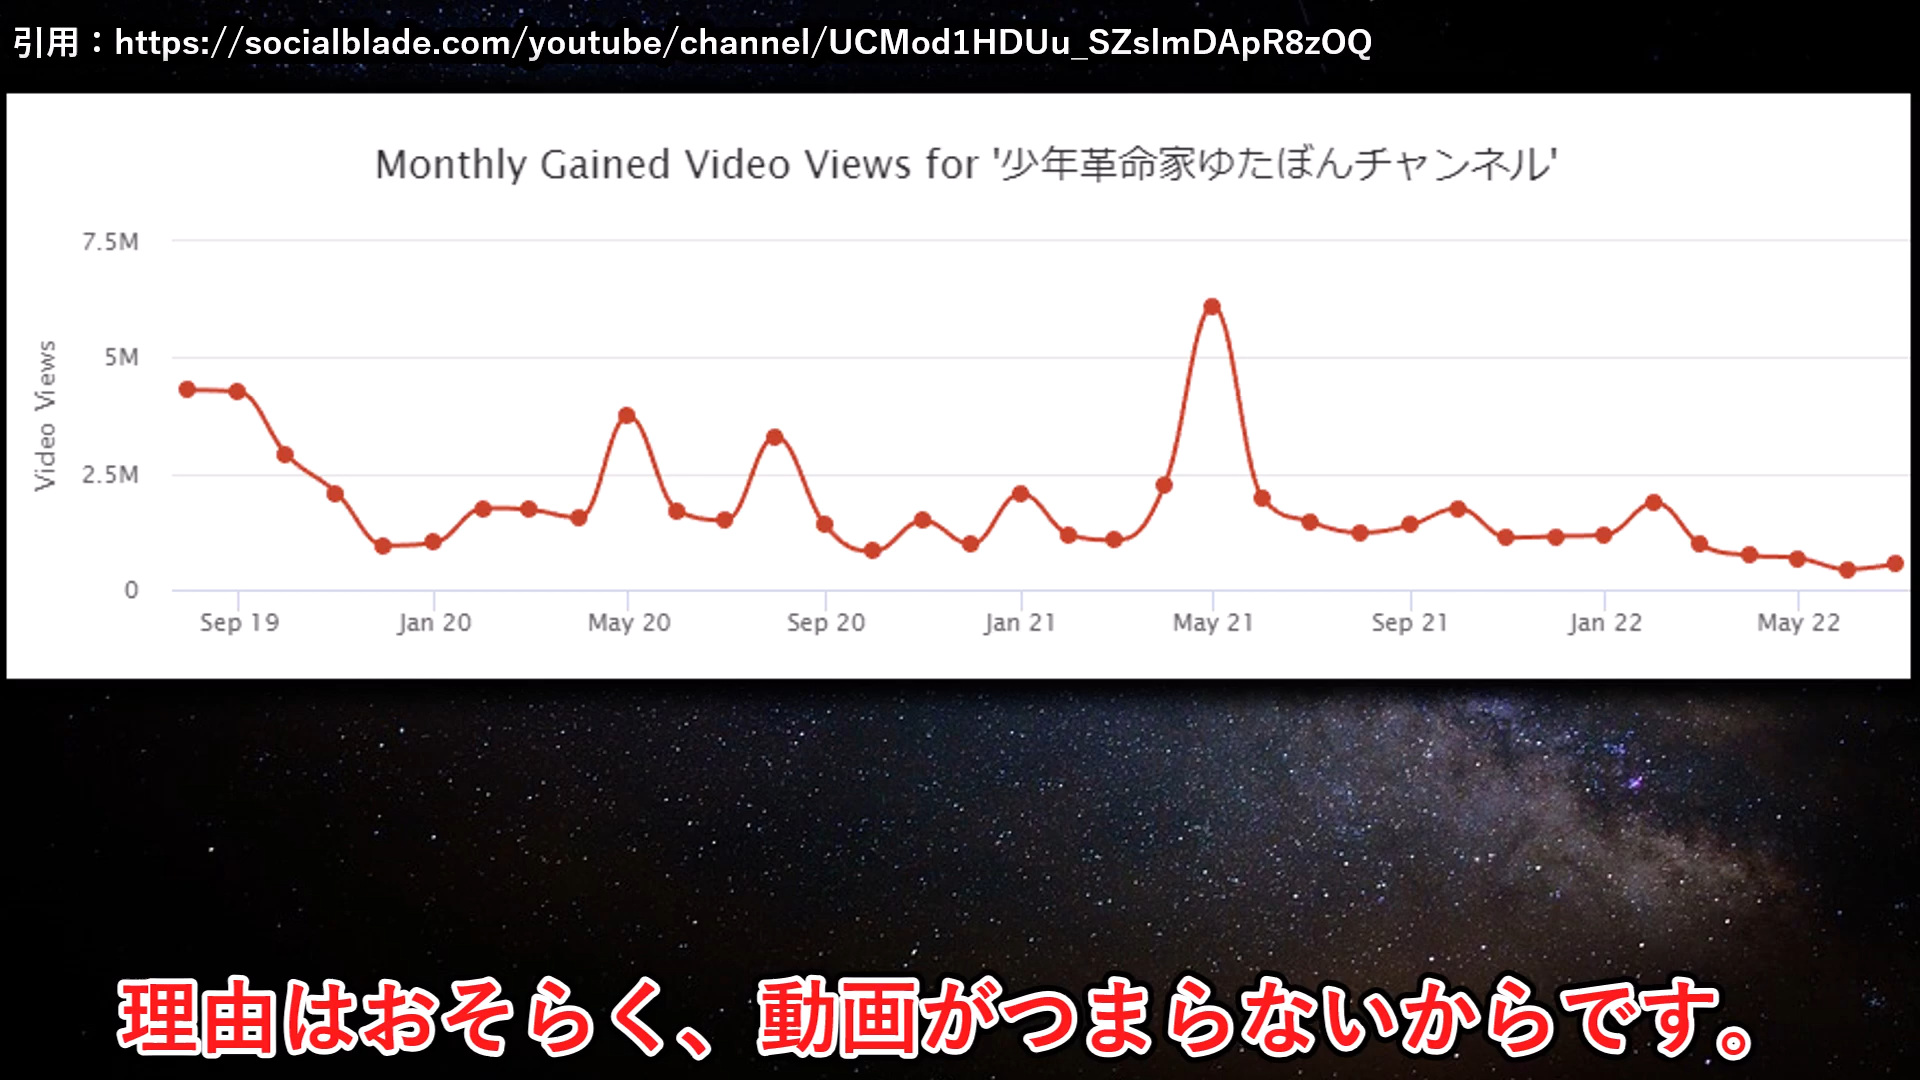 引用：https://socialblade.com/youtube/channel/UCMod1HDUu_SZslmDApR8zOQ
Monthly Gained Video Views for '少年革命家ゆたぼんチャンネル'
Video Views
7.5M
5M
2.5M
0
Sep 19 Jan 20 May 20 Sep 20 Jan 21 May 21 Sep 21 Jan 22 May 22
理由はおそらく、動画がつまらないからです。